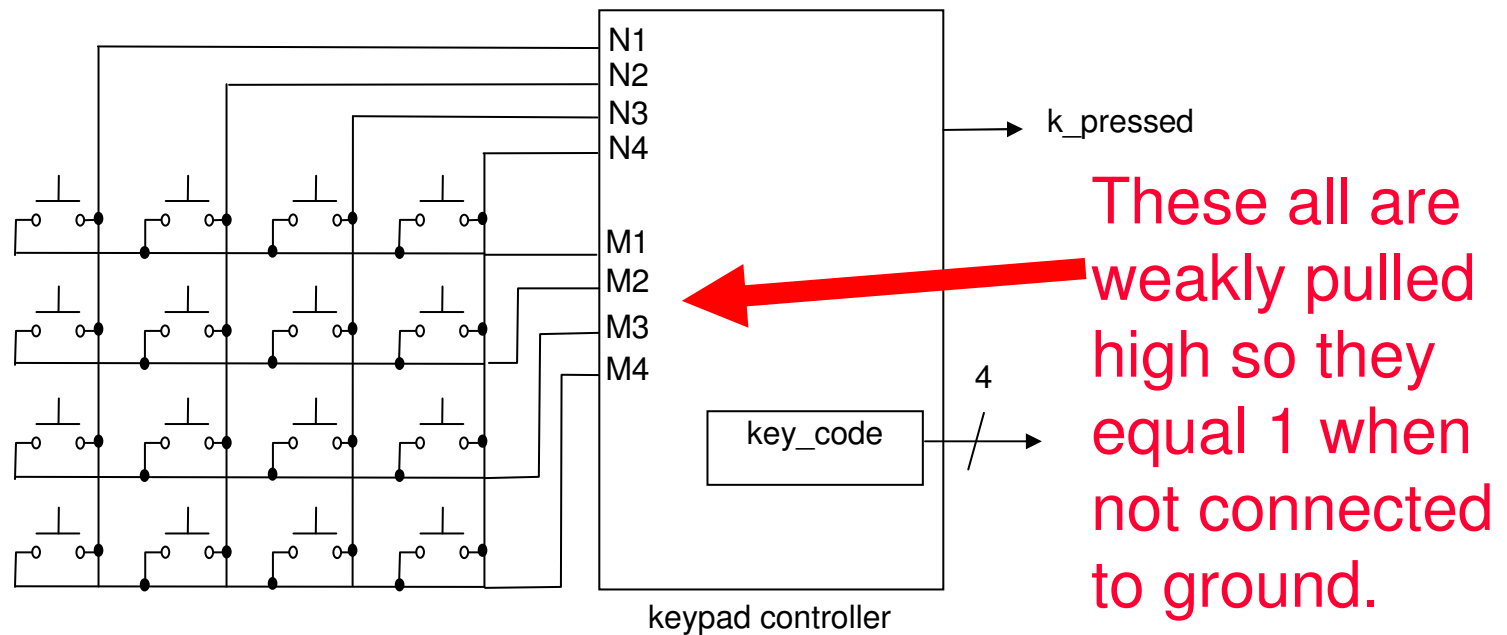 N1
N2
N3
N4
k_pressed
M1
M2
M3
M4
These all are
weakly pulled
high so they
equal 1 when
not connected
to ground.
4
key_code
keypad controller